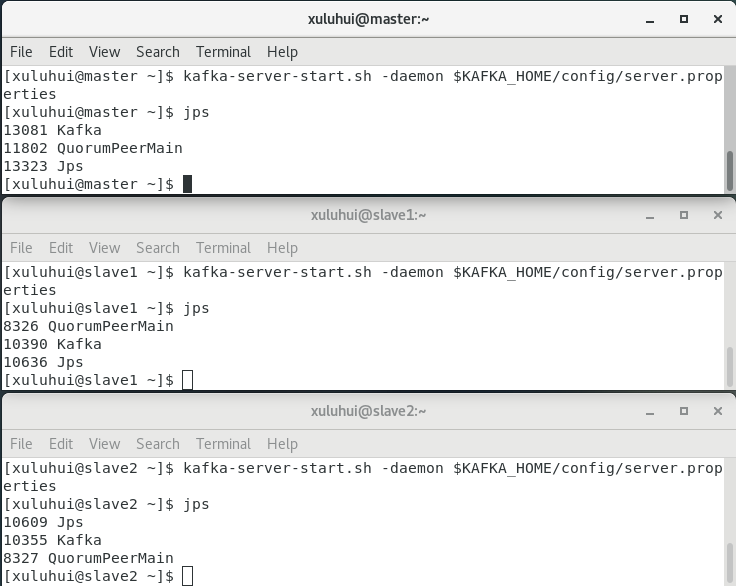 xuluhui@master:~
File Edit View Search Terminal Help
[xuluhui@master ~]$ kafka-server-start.sh -daemon $KAFKA_HOME/config/server.prop
erties
[xuluhui@master ~]$ jps
13081 Kafka
11802 QuorumPeerMain
13323 Jps
[xuluhui@master ~]$
xuluhui@slave1:~
File Edit View Search Terminal Help
[xuluhui@slave1 ~]$ kafka-server-start.sh -daemon $KAFKA_HOME/config/server.prop
erties
[xuluhui@slave1 ~]$ jps
8326 QuorumPeerMain
10390 Kafka
10636 Jps
[xuluhui@slave1 ~]$
xuluhui@slave2:~
File Edit View Search Terminal Help
[xuluhui@slave2 ~]$ kafka-server-start.sh -daemon $KAFKA_HOME/config/server.prop
erties
[xuluhui@slave2 ~]$ jps
10609 Jps
10355 Kafka
8327 QuorumPeerMain
[xuluhui@slave2 ~]$